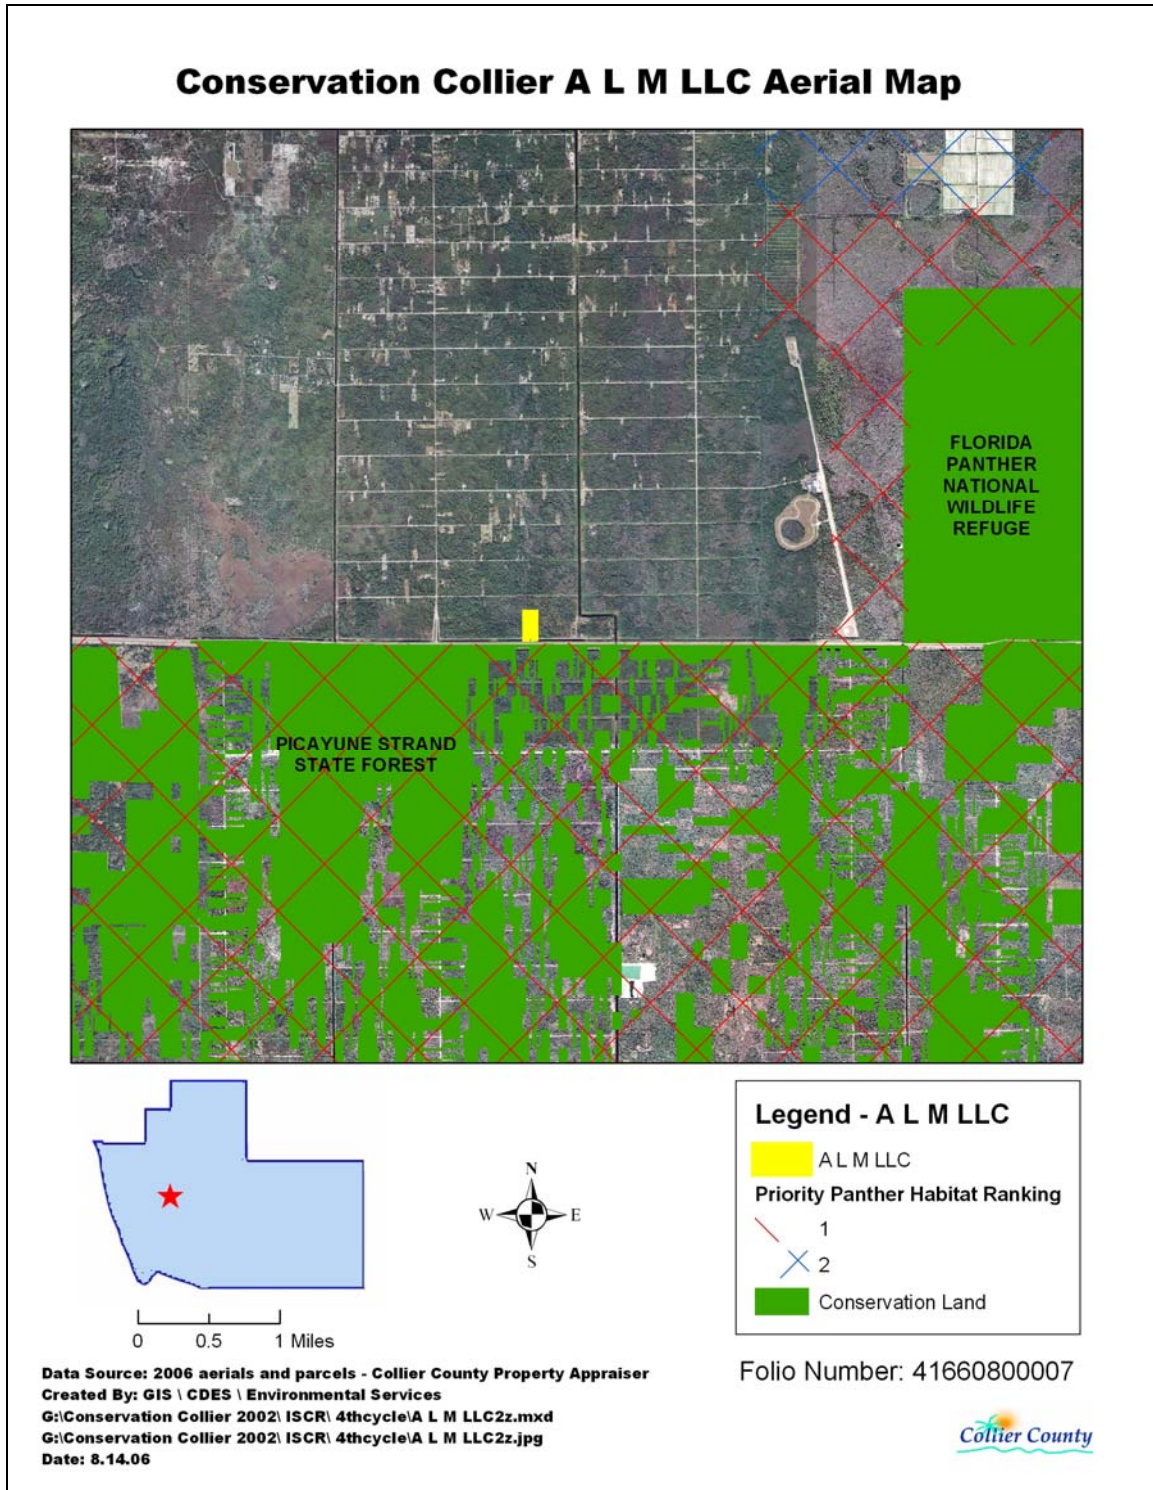 Conservation Collier A L M LLC Aerial Map
FLORIDA
PANTHER
NATIONAL
WILDLIFE
REFUGE
PICAYUNE STRAND
STATE FOREST
Legend - A L M LLC
A L M LLC
Priority Panther Habitat Ranking
1
2
Conservation Land
N
W E
S
0 0.5 1 Miles
Folio Number: 41660800007
Data Source: 2006 aerials and parcels - Collier County Property Appraiser
Created By: GIS \ CDES \ Environmental Services
G:\Conservation Collier 2002\ ISCR\ 4thcycle\A L M LLC2z.mxd
G:\Conservation Collier 2002\ ISCR\ 4thcycle\A L M LLC2z.jpg
Date: 8.14.06
Collier County